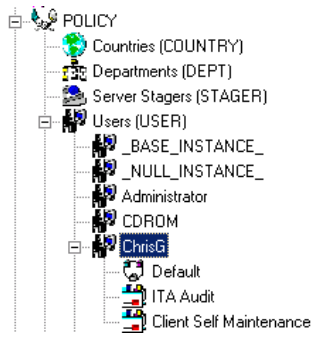 POLICY
Countries (COUNTRY)
Departments (DEPT)
Server Stagers (STAGER)
Users (USER)
_BASE_INSTANCE_
_NULL_INSTANCE_
Administrator
CDROM
ChrisG
Default
ITA Audit
Client Self Maintenance